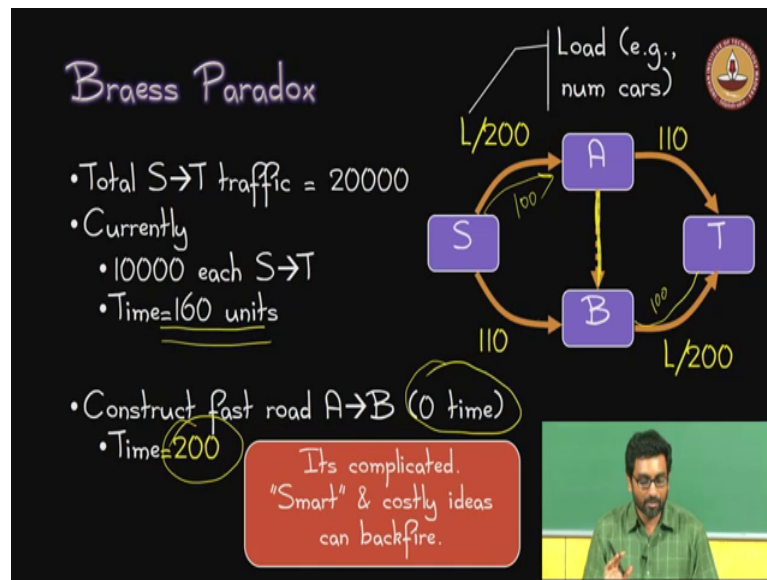 Braess Paradox
Load (e.g.,
num cars)
L/200
A
110
•Total S→T traffic = 20000
•Currently
•10000 each S→T
•Time=160 units
100
S
T
B
100
110
L/200
•Construct fast road A→B (0 time)
•Time=200
Its complicated.
"Smart" & costly ideas
can backfire.